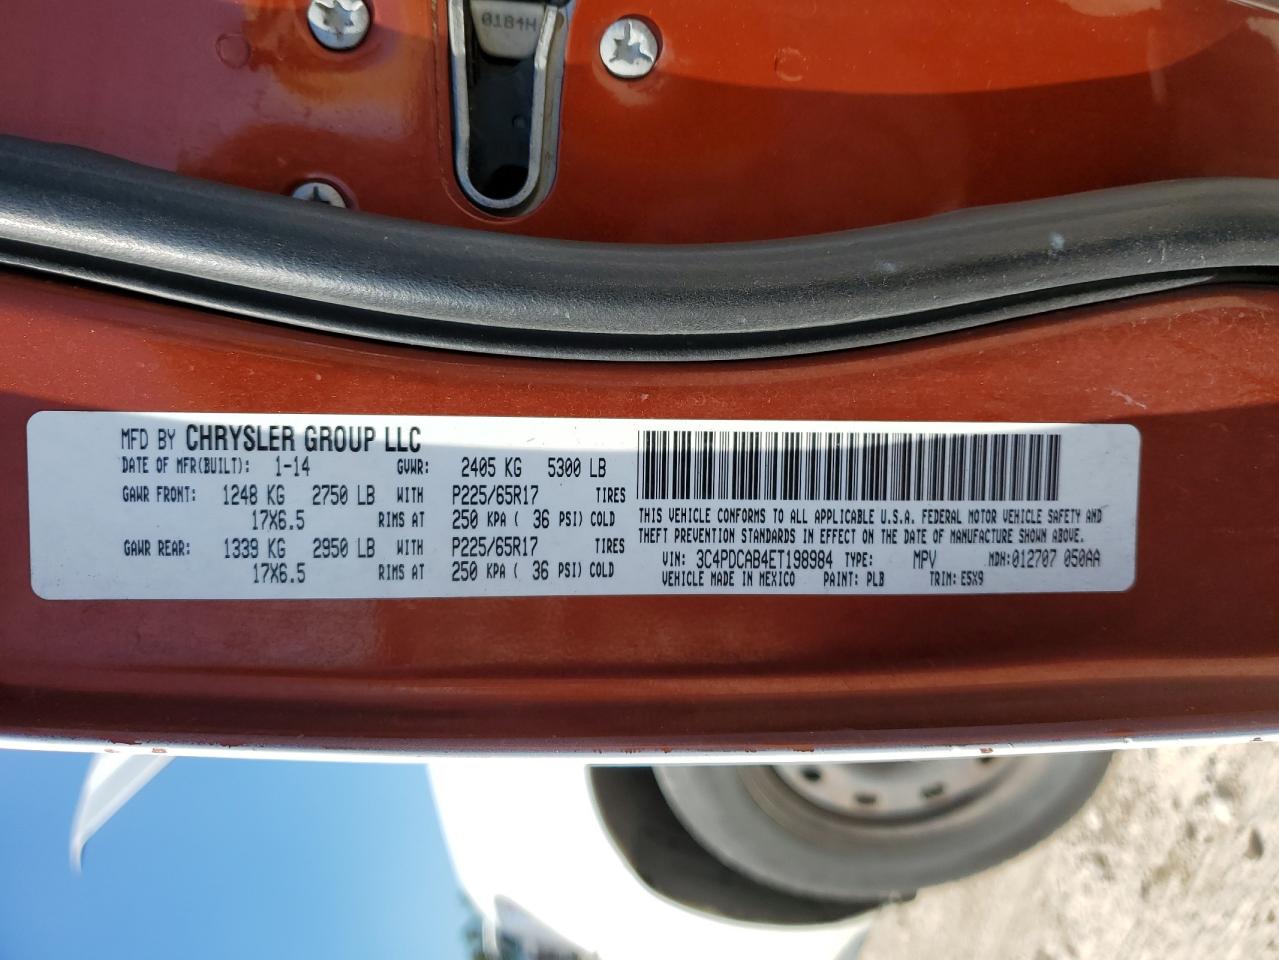 0184H
MFD BY CHRYSLER GROUP LLC
DATE OF MFR(BUILT): 1-14 GVWR: 2405 KG 5300 LB
GAWR FRONT: 1248 KG 2750 LB WITH P225/65R17 TIRES
17X6.5 RIMS AT 250 KPA ( 36 PSI) COLD
GAWR REAR: 1339 KG 2950 LB WITH P225/65R17 TIRES
17X6.5 RIMS AT 250 KPA ( 36 PSI) COLD
THIS VEHICLE CONFORMS TO ALL APPLICABLE U.S.A. FEDERAL MOTOR VEHICLE SAFETY AND
THEFT PREVENTION STANDARDS IN EFFECT ON THE DATE OF MANUFACTURE SHOWN ABOVE.
VIN: 3C4PDCAB4ET198984 TYPE: MPV MDH:012707 050AA
VEHICLE MADE IN MEXICO PAINT: PLB TRIM: E5X9